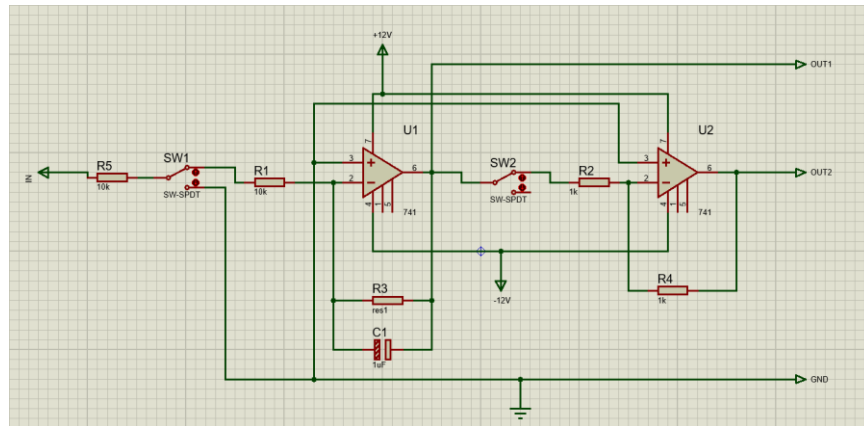 +12V
OUT1
U1
U2
7
7
SW1
SW2
R5
R1
R2
3
6
3
6
2
2
IN
10k
SW-SPDT
10k
SW-SPDT
1k
OUT2
4
1
5
741
4
1
5
741
R3
res1
-12V
R4
1k
C1
1uF
GND